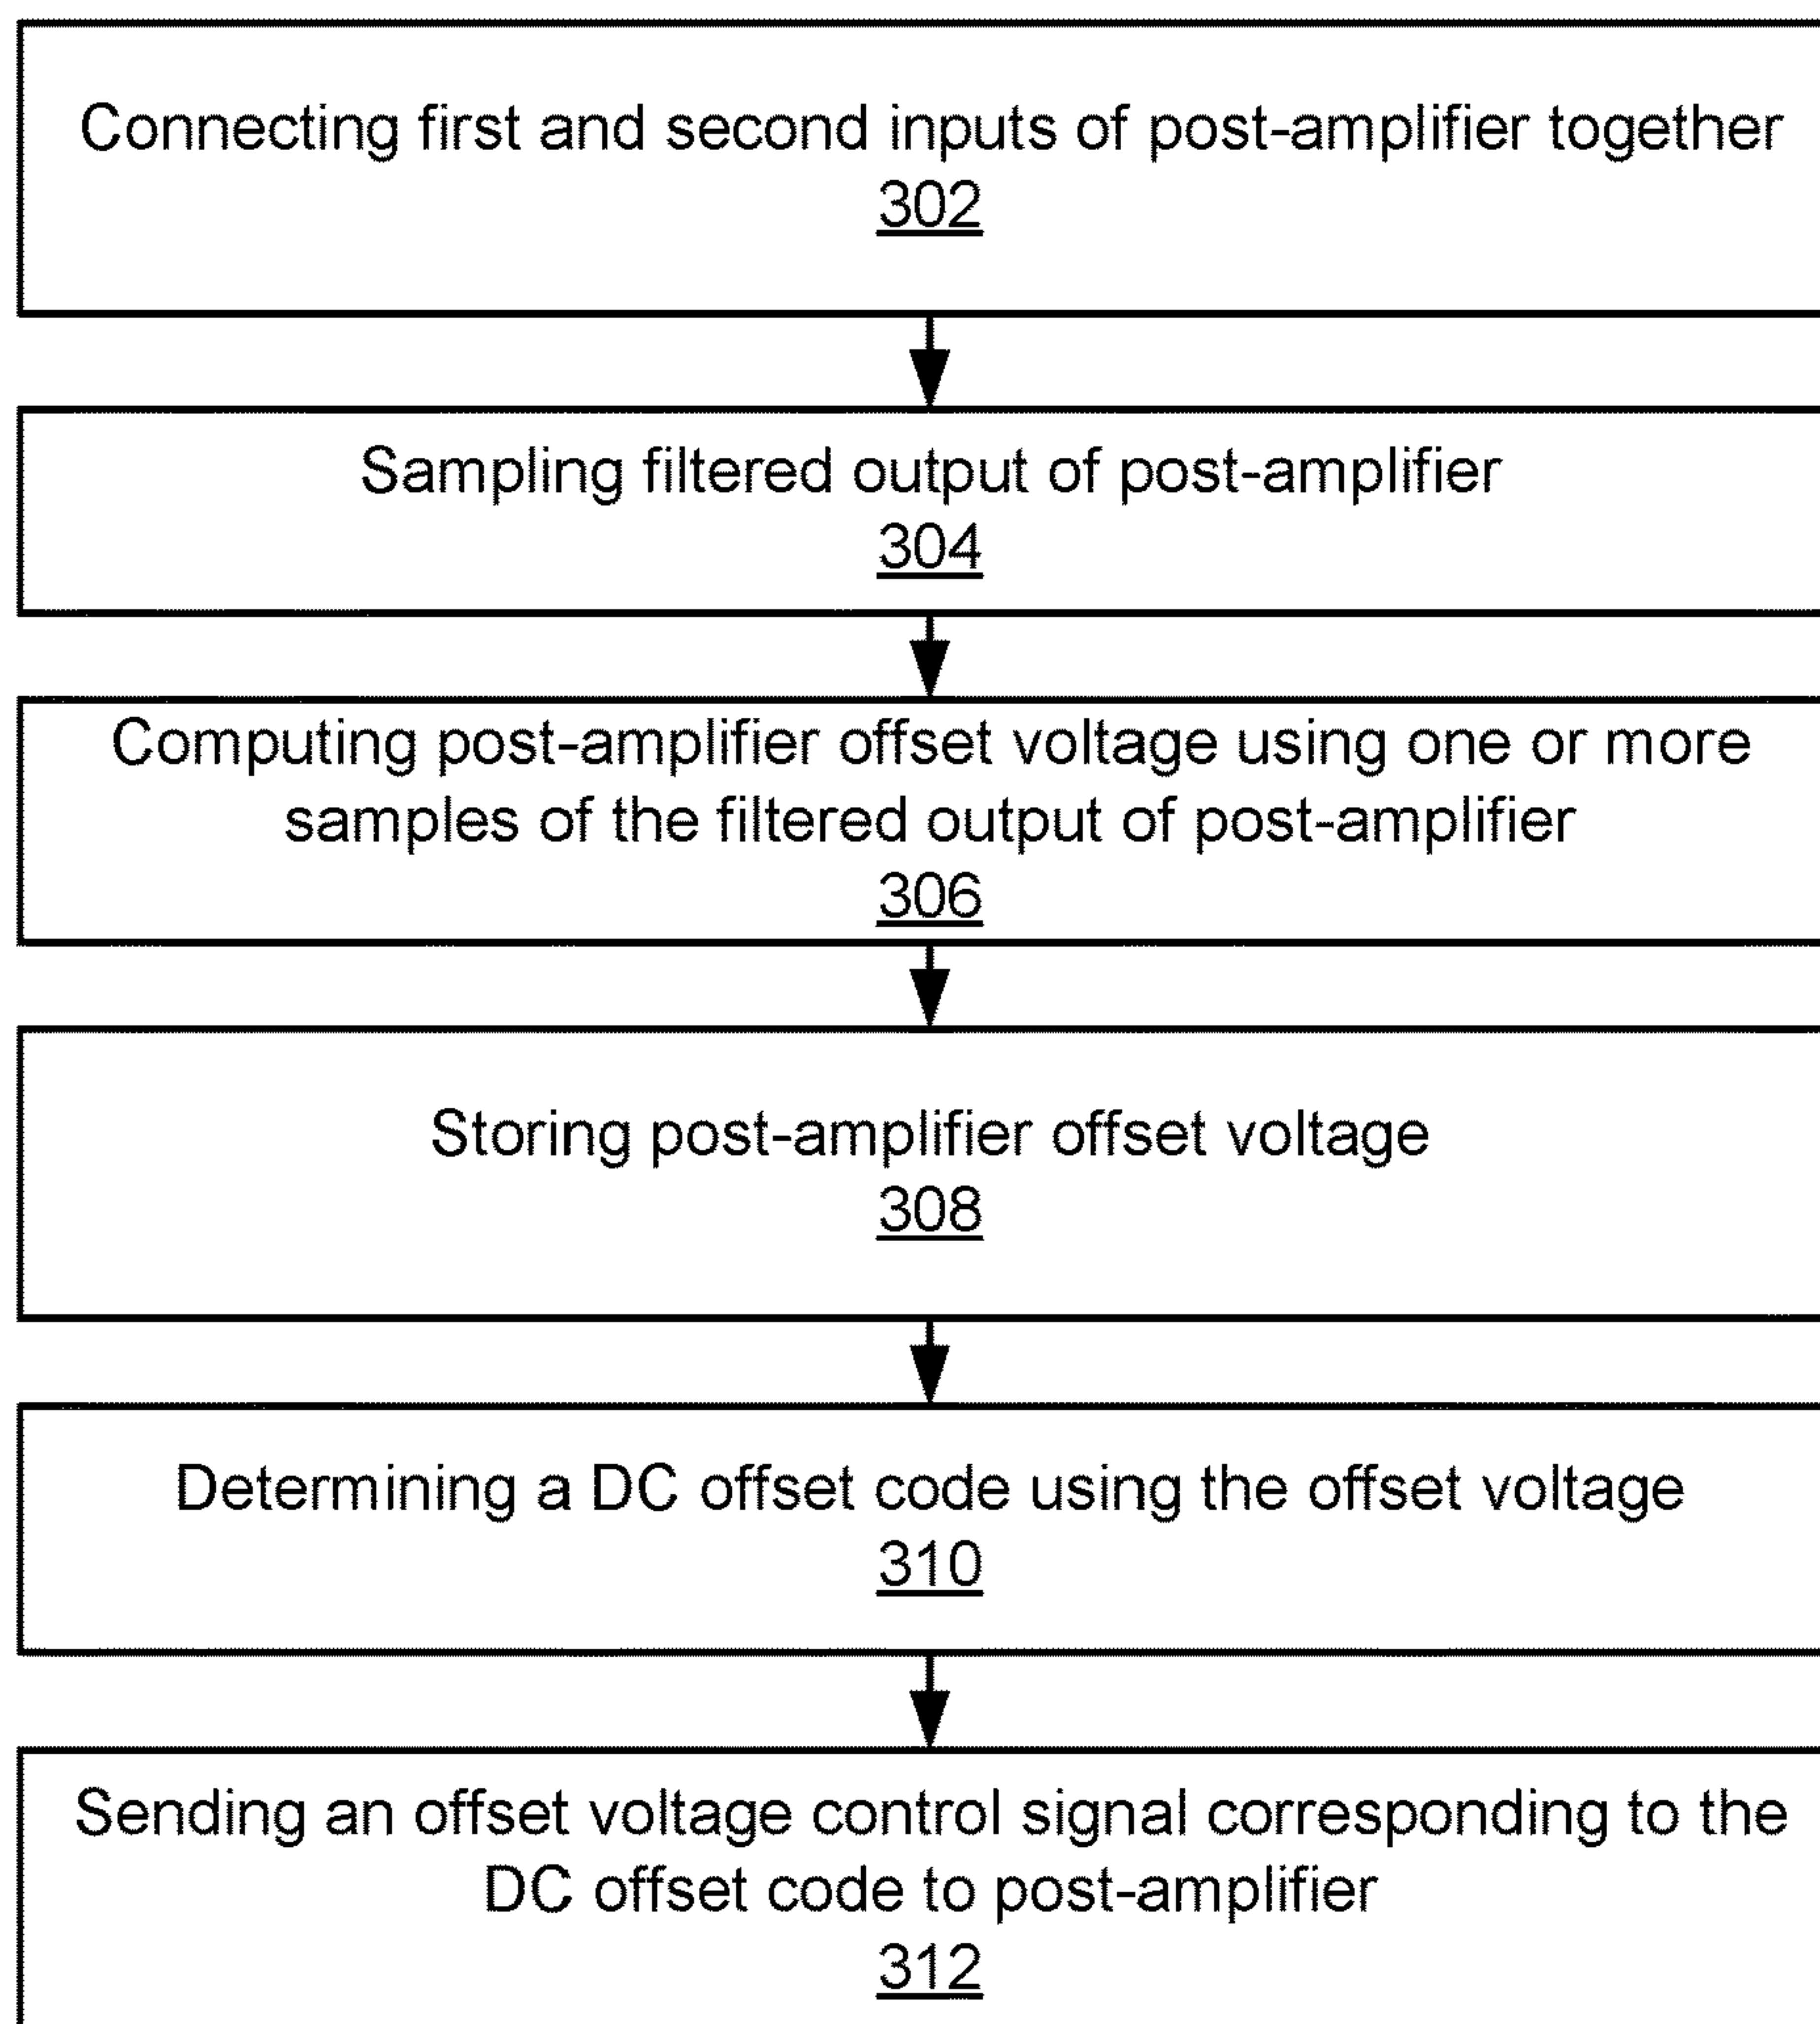 Connecting first and second inputs of post-amplifier together
302
Sampling filtered output of post-amplifier
304
Computing post-amplifier offset voltage using one or more
samples of the filtered output of post-amplifier
306
Storing post-amplifier offset voltage
308
Determining a DC offset code using the offset voltage
310
Sending an offset voltage control signal corresponding to the
DC offset code to post-amplifier
312